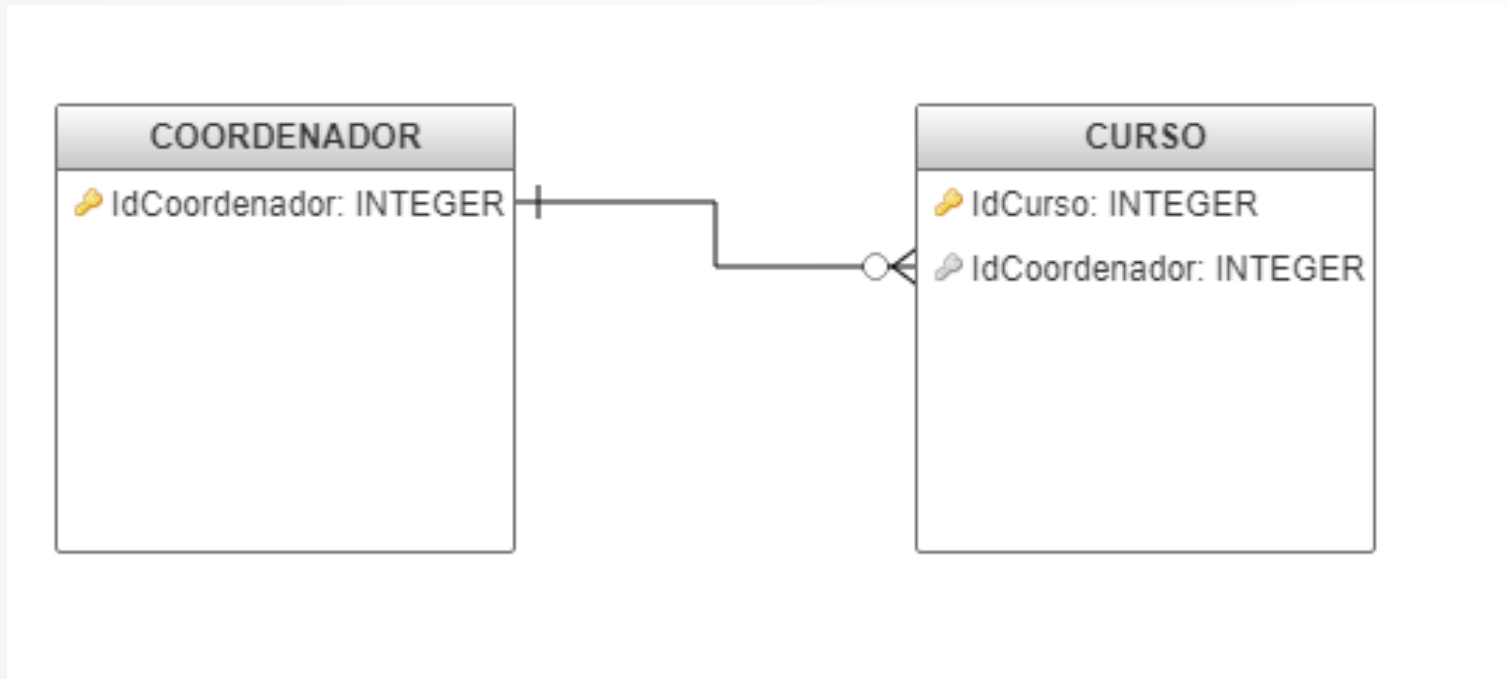 COORDENADOR
IdCoordenador: INTEGER
CURSO
IdCurso: INTEGER
IdCoordenador: INTEGER